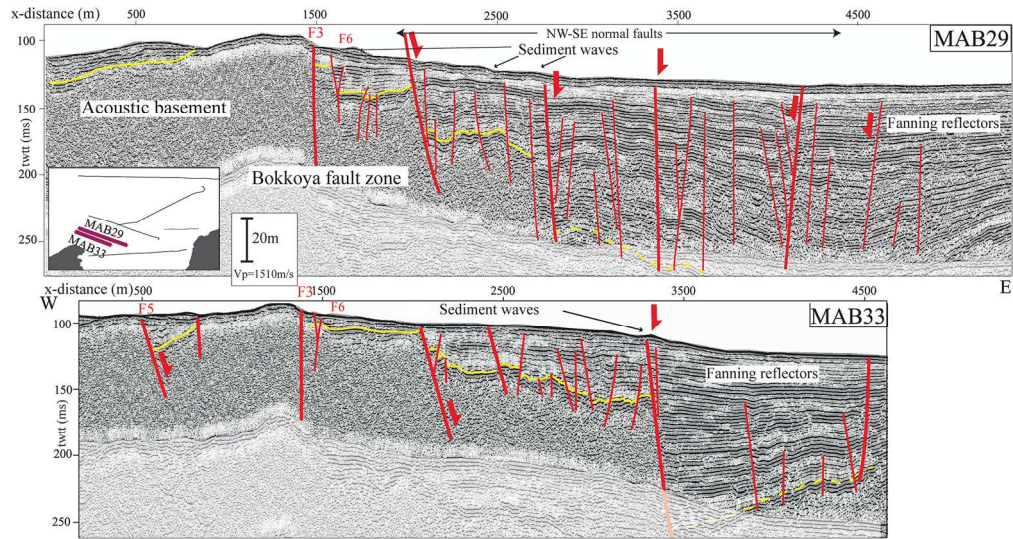 x-distance (m) 500 1500 2500 3500 4500
F3
F6
NW-SE normal faults
MAB29
Sediment waves
100
150
200
250
twtt (ms)
Acoustic basement
Fanning reflectors
Bokkoya fault zone
MAB29
MAB33
20m
Vp=1510m/s
x-distance (m) 500 1500 2500 3500 4500
W
E
F5
F3
F6
Sediment waves
MAB33
100
150
200
250
twtt (ms)
Fanning reflectors